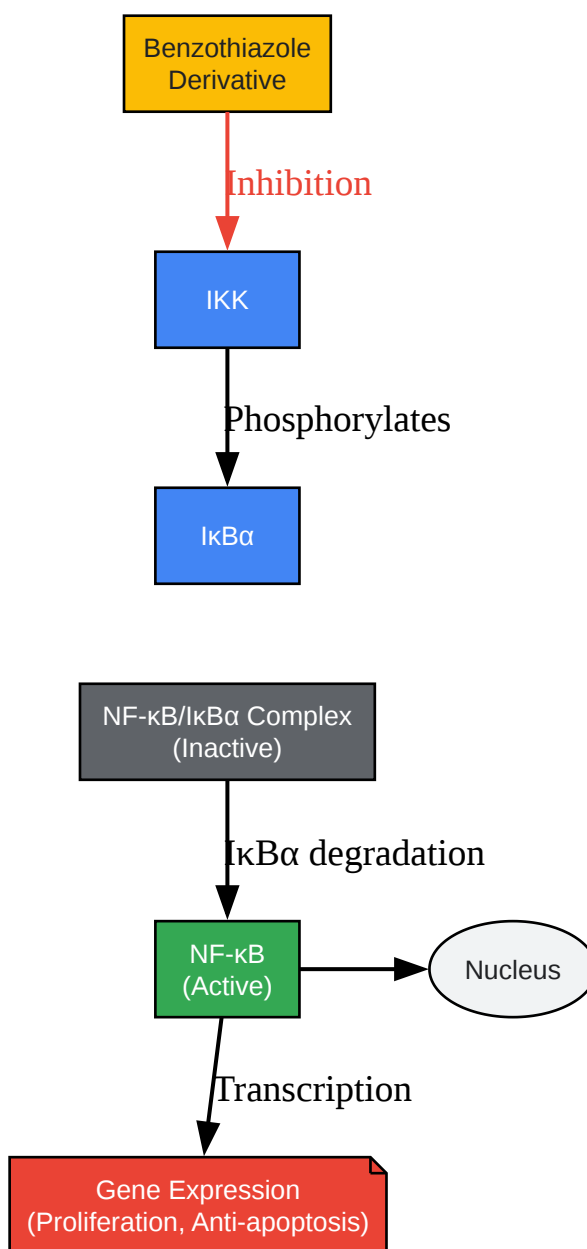 Benzothiazole
Derivative
Inhibition
IKK
Phosphorylates
IκBα
NF-κB/IκBα Complex
(Inactive)
IκBα degradation
NF-κB
(Active)
Nucleus
Transcription
Gene Expression
(Proliferation, Anti-apoptosis)